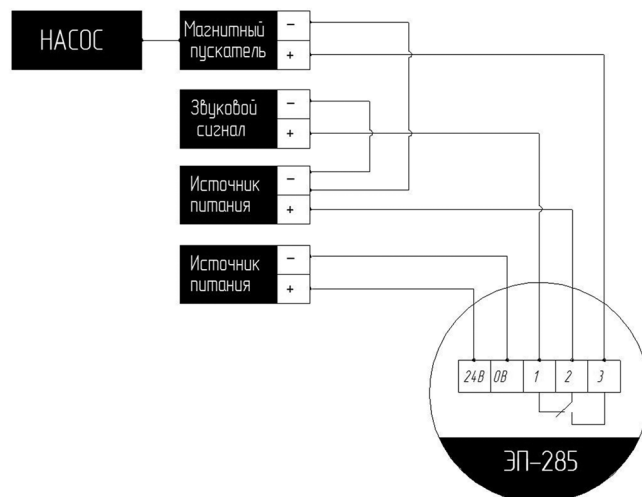 НАСОС
Магнитный
пускатель
−
+
Звуковой
сигнал
−
+
Источник
питания
−
+
Источник
питания
−
+
24В 0В 1 2 3
ЭП-285